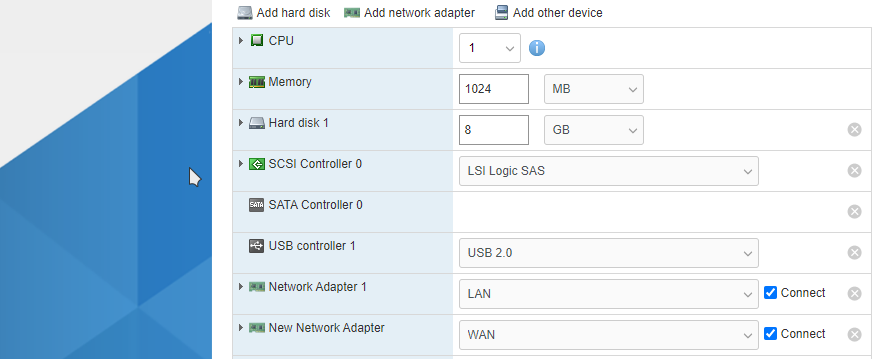 Add hard disk Add network adapter Add other device
CPU 1
Memory 1024 MB
Hard disk 1 8 GB
SCSI Controller 0 LSI Logic SAS
SATA SATA Controller 0
USB controller 1 USB 2.0
Network Adapter 1 LAN Connect
New Network Adapter WAN Connect